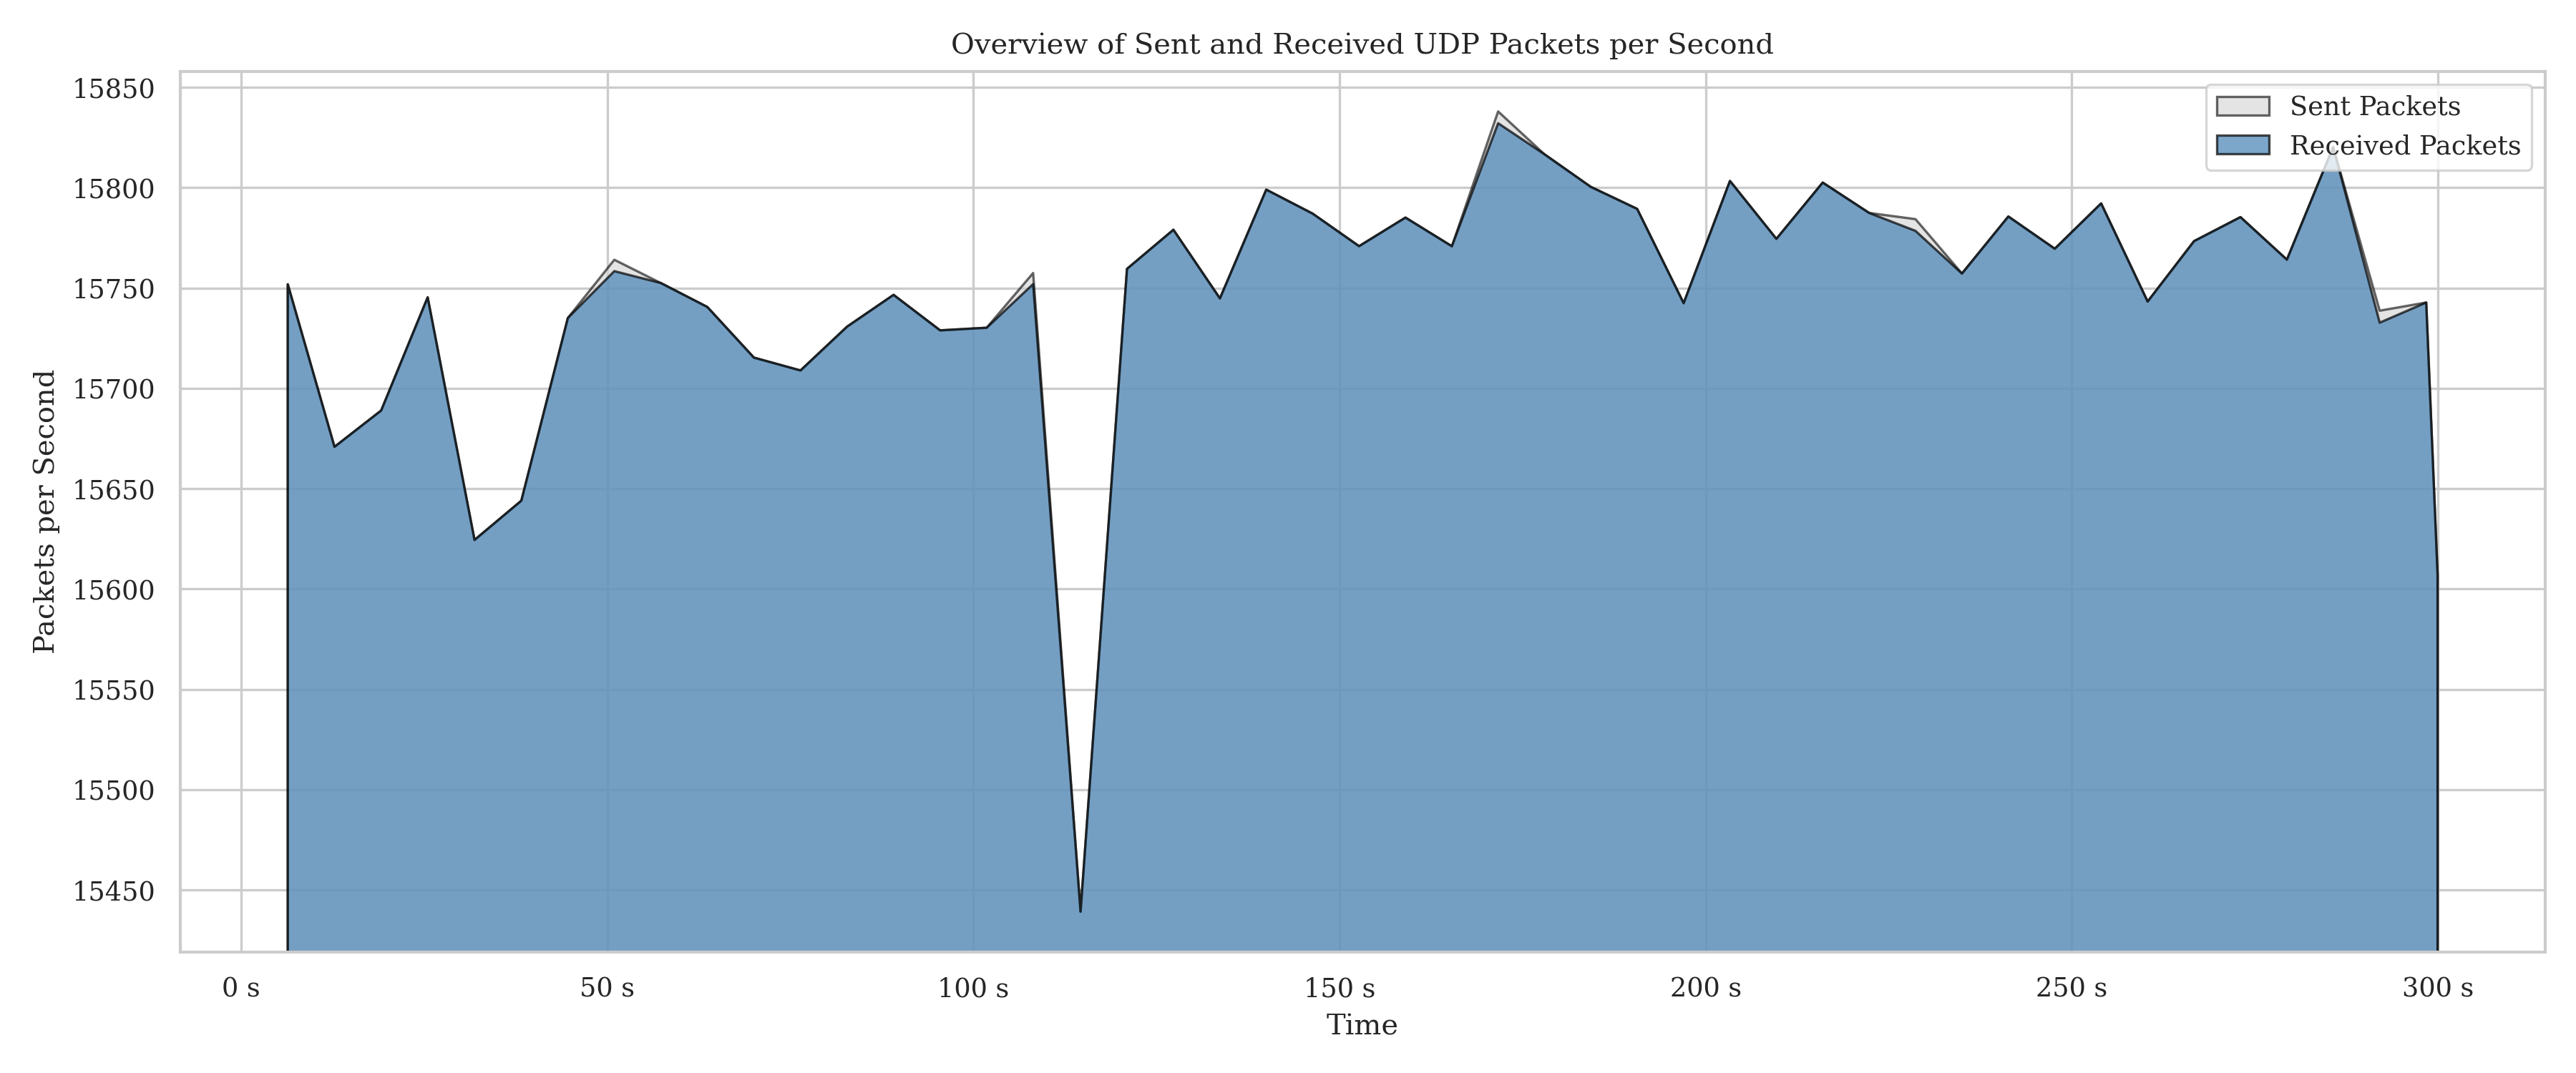 Overview of Sent and Received UDP Packets per Second
Packets per Second
15850
15800
15750
15700
15650
15600
15550
15500
15450
Sent Packets
Received Packets
0 s
50 s
100 s
150 s
200 s
250 s
300 s
Time